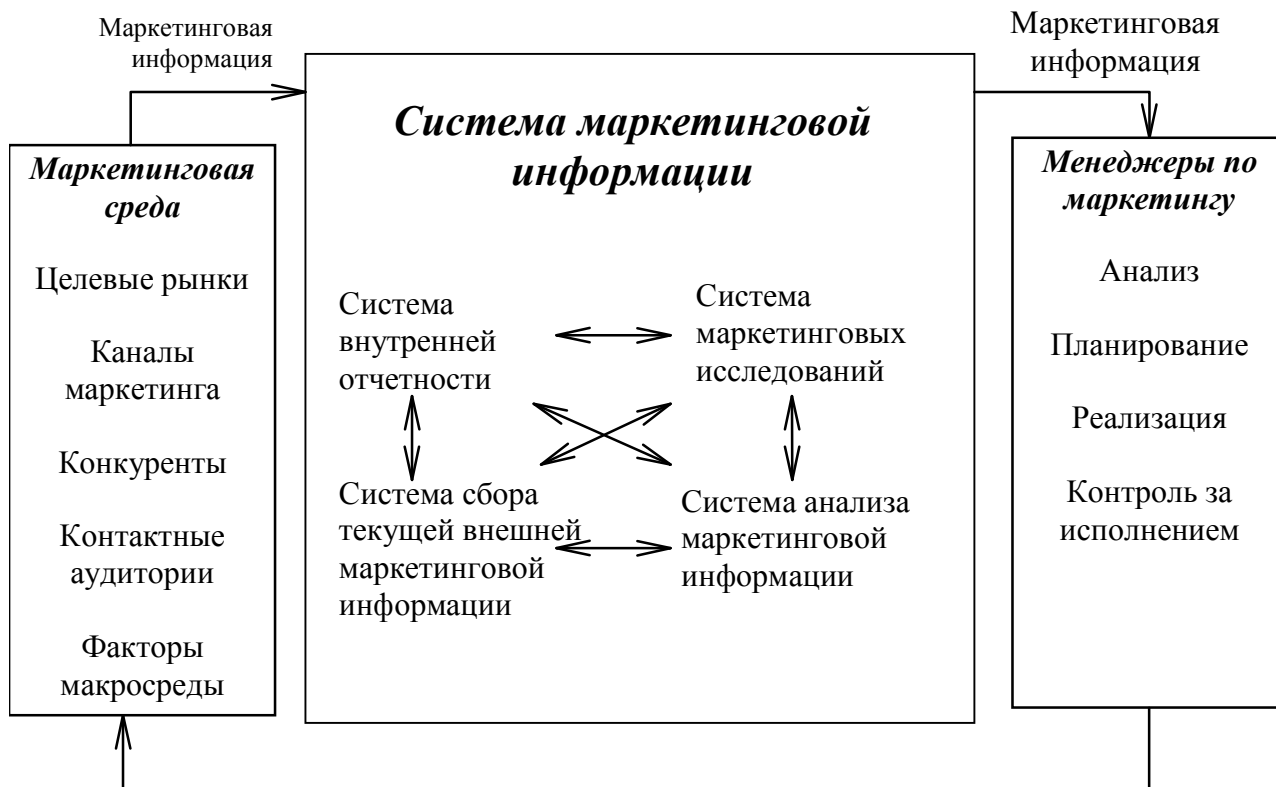 Маркетинговая
информация
Маркетинговая
информация
Система маркетинговой
информации
Маркетинговая
среда
Целевые рынки
Каналы
маркетинга
Конкуренты
Контактные
аудитории
Факторы
макросреды
Система
внутренней
отчетности
Система
маркетинговых
исследований
Система сбора
текущей внешней
маркетинговой
информации
Система анализа
маркетинговой
информации
Менеджеры по
маркетингу
Анализ
Планирование
Реализация
Контроль за
исполнением